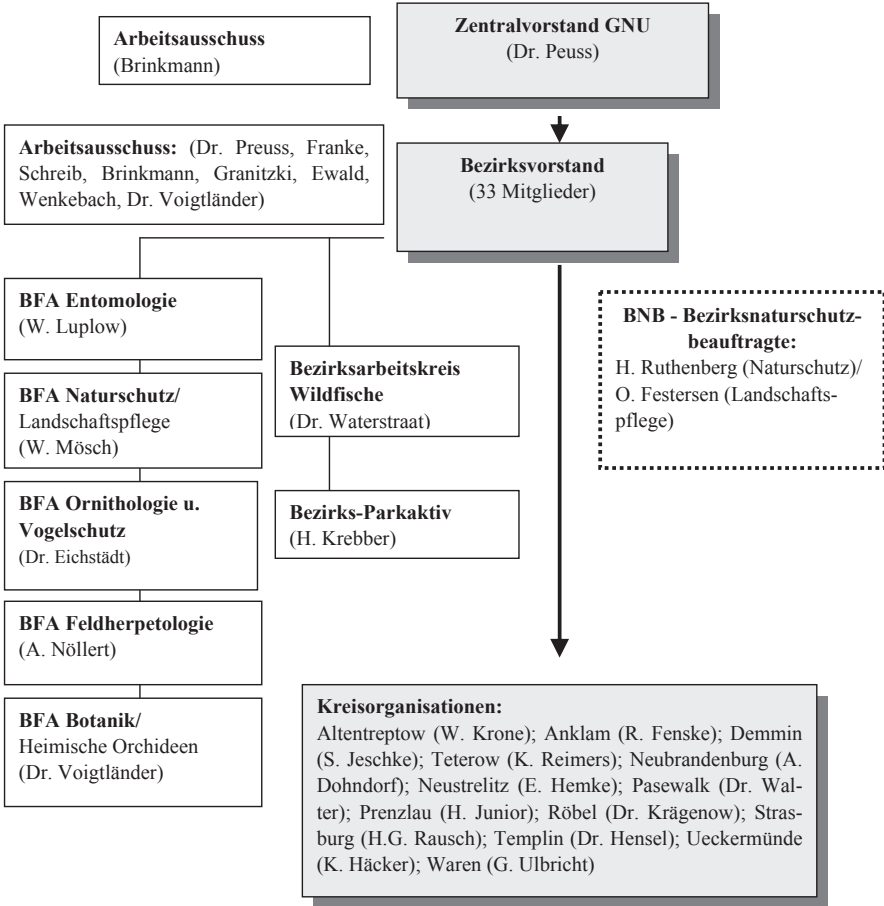 Arbeitsausschuss
(Brinkmann)
Zentralvorstand GNU
(Dr. Peuss)
Arbeitsausschuss: (Dr. Preuss, Franke,
Schreib, Brinkmann, Granitzki, Ewald,
Wenkebach, Dr. Voigtländer)
Bezirksvorstand
(33 Mitglieder)
BFA Entomologie
(W. Luplow)
BFA Naturschutz/
Landschaftspflege
(W. Mösch)
BFA Ornithologie u.
Vogelschutz
(Dr. Eichstädt)
BFA Feldherpetologie
(A. Nöllert)
BFA Botanik/
Heimische Orchideen
(Dr. Voigtländer)
Bezirksarbeitskreis
Wildfische
(Dr. Waterstraat)
Bezirks-Parkaktiv
(H. Krebber)
BNB - Bezirksnaturschutz-
beauftragte:
H. Ruthenberg (Naturschutz)/
O. Festersen (Landschafts-
pflege)
Kreisorganisationen:
Altentreptow (W. Krone); Anklam (R. Fenske); Demmin
(S. Jeschke); Teterow (K. Reimers); Neubrandenburg (A.
Dohndorf); Neustrelitz (E. Hemke); Pasewalk (Dr. Wal-
ter); Prenzlau (H. Junior); Röbel (Dr. Krägenow); Stras-
burg (H.G. Rausch); Templin (Dr. Hensel); Ueckermünde
(K. Häcker); Waren (G. Ulbricht)